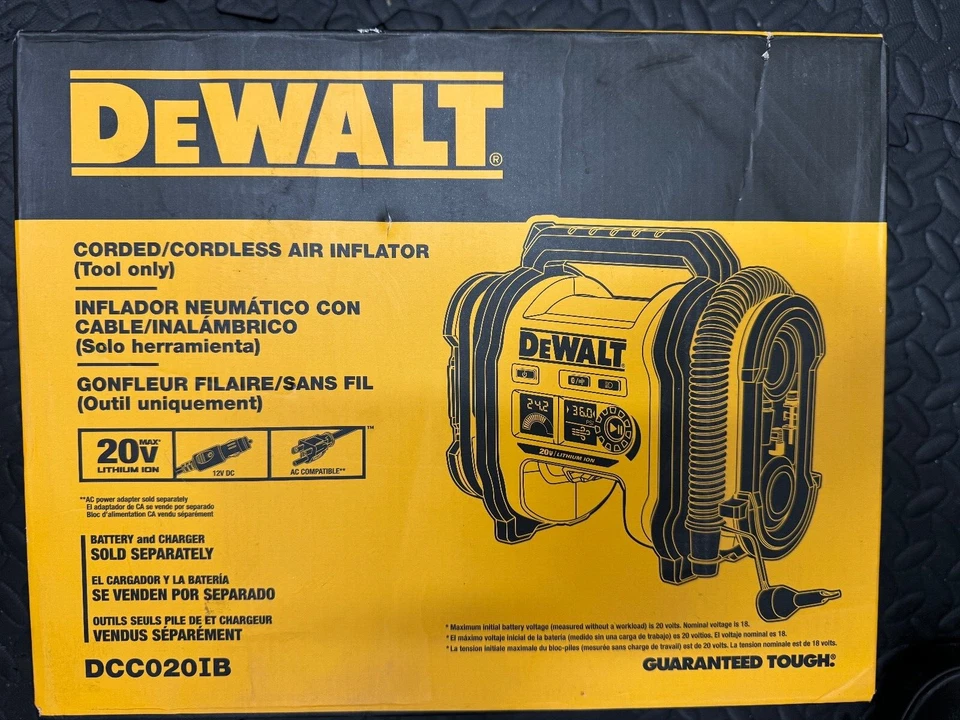 DEWALT®
CORDED/CORDLESS AIR INFLATOR
(Tool only)
INFLADOR NEUMÁTICO CON
CABLE/INALÁMBRICO
(Solo herramienta)
GONFLEUR FILAIRE/SANS FIL
(Outil uniquement)
20V MAX*
LITHIUM ION
12V DC
AC COMPATIBLE**
™
**AC power adapter sold separately
El adaptador de CA se vende por separado
Bloc d'alimentation CA vendu séparément
BATTERY and CHARGER
SOLD SEPARATELY
EL CARGADOR Y LA BATERÍA
SE VENDEN POR SEPARADO
OUTILS SEULS PILE DE ET CHARGEUR
VENDUS SÉPARÉMENT
DCC020IB
DEWALT
24.2
36.0
20V LITHIUM ION
* Maximum initial battery voltage (measured without a workload) is 20 volts. Nominal voltage is 18.
* El máximo voltaje inicial de la batería (medido sin una carga de trabajo) es 20 voltios. El voltaje nominal es 18.
* La tension initiale maximale du bloc-piles (mesurée sans charge de travail) est de 20 volts. La tension nominale est de 18 volts.
GUARANTEED TOUGH.®